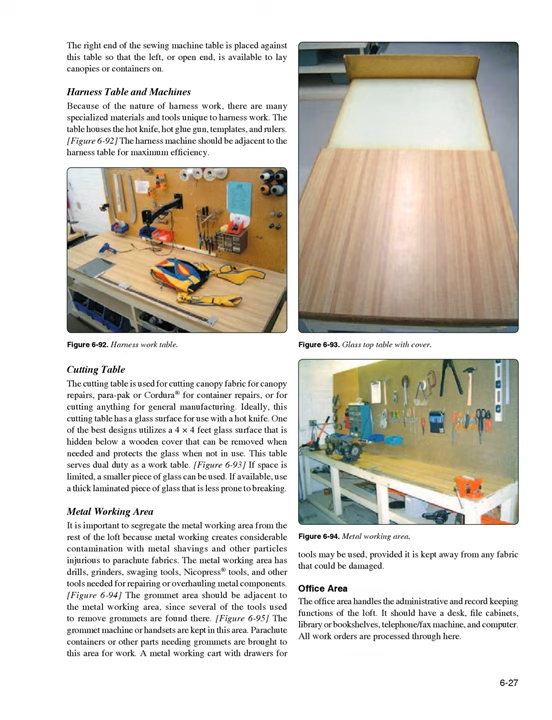 The right end of the sewing machine table is placed against
this table so that the left, or open end, is available to lay
canopies or containers on.
Harness Table and Machines
Because of the nature of harness work, there are many
specialized materials and tools unique to harness work. The
table houses the hot knife, hot glue gun, templates, and rulers.
[Figure 6-92] The harness machine should be adjacent to the
harness table for maximum efficiency.
Figure 6-92. Harness work table.
Cutting Table
The cutting table is used for cutting canopy fabric for canopy
repairs, para-pak or Cordura® for container repairs, or for
cutting anything for general manufacturing. Ideally, this
cutting table has a glass surface for use with a hot knife. One
of the best designs utilizes a 4 × 4 feet glass surface that is
hidden below a wooden cover that can be removed when
needed and protects the glass when not in use. This table
serves dual duty as a work table. [Figure 6-93] If space is
limited, a smaller piece of glass can be used. If available, use
a thick laminated piece of glass that is less prone to breaking.
Metal Working Area
It is important to segregate the metal working area from the
rest of the loft because metal working creates considerable
contamination with metal shavings and other particles
injurious to parachute fabrics. The metal working area has
drills, grinders, swaging tools, Nicopress® tools, and other
tools needed for repairing or overhauling metal components.
[Figure 6-94] The grommet area should be adjacent to
the metal working area, since several of the tools used
to remove grommets are found there. [Figure 6-95] The
grommet machine or handsets are kept in this area. Parachute
containers or other parts needing grommets are brought to
this area for work. A metal working cart with drawers for
Figure 6-93. Glass top table with cover.
Figure 6-94. Metal working area.
tools may be used, provided it is kept away from any fabric
that could be damaged.
Office Area
The office area handles the administrative and record keeping
functions of the loft. It should have a desk, file cabinets,
library or bookshelves, telephone/fax machine, and computer.
All work orders are processed through here.
6-27